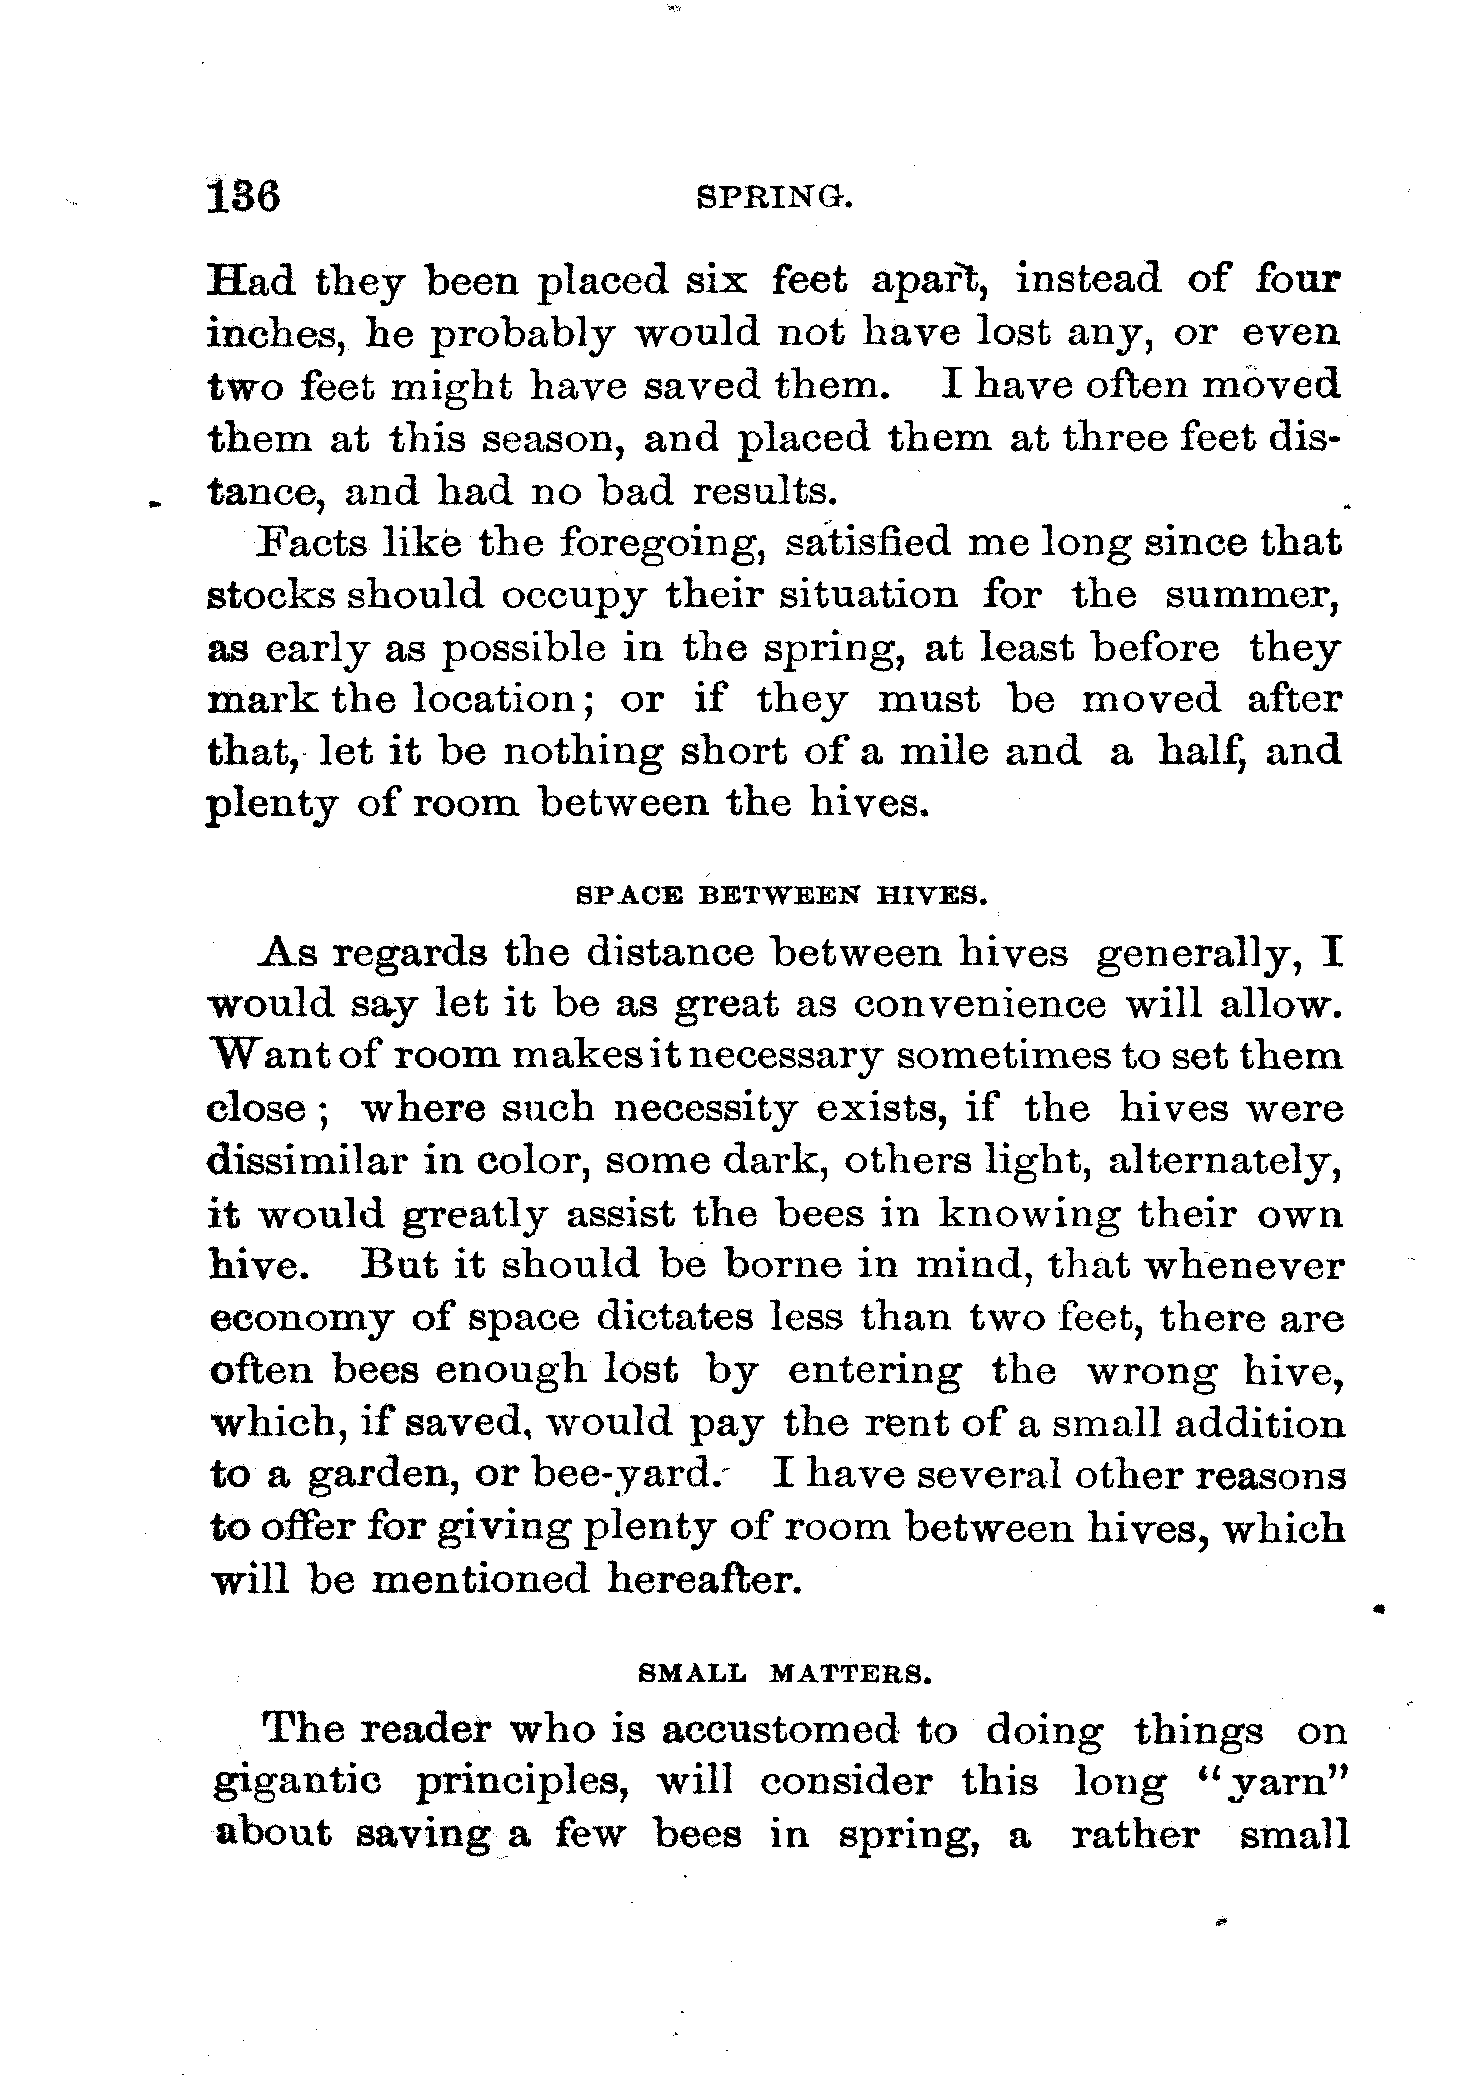 136 SPRING.
Had they been placed six feet apart, instead of four
inches, he probably would not have lost any, or even
two feet might have saved them. I have often moved
them at this season, and placed them at three feet dis-
tance, and had no bad results.
Facts like the foregoing, satisfied me long since that
stocks should occupy their situation for the summer,
as early as possible in the spring, at least before they
mark the location; or if they must be moved after
that, let it be nothing short of a mile and a half, and
plenty of room between the hives.
SPACE BETWEEN HIVES.
As regards the distance between hives generally, I
would say let it be as great as convenience will allow.
Want of room makes it necessary sometimes to set them
close; where such necessity exists, if the hives were
dissimilar in color, some dark, others light, alternately,
it would greatly assist the bees in knowing their own
hive. But it should be borne in mind, that whenever
economy of space dictates less than two feet, there are
often bees enough lost by entering the wrong hive,
which, if saved, would pay the rent of a small addition
to a garden, or bee-yard. I have several other reasons
to offer for giving plenty of room between hives, which
will be mentioned hereafter.
SMALL MATTERS.
The reader who is accustomed to doing things on
gigantic principles, will consider this long "yarn"
about saving a few bees in spring, a rather small